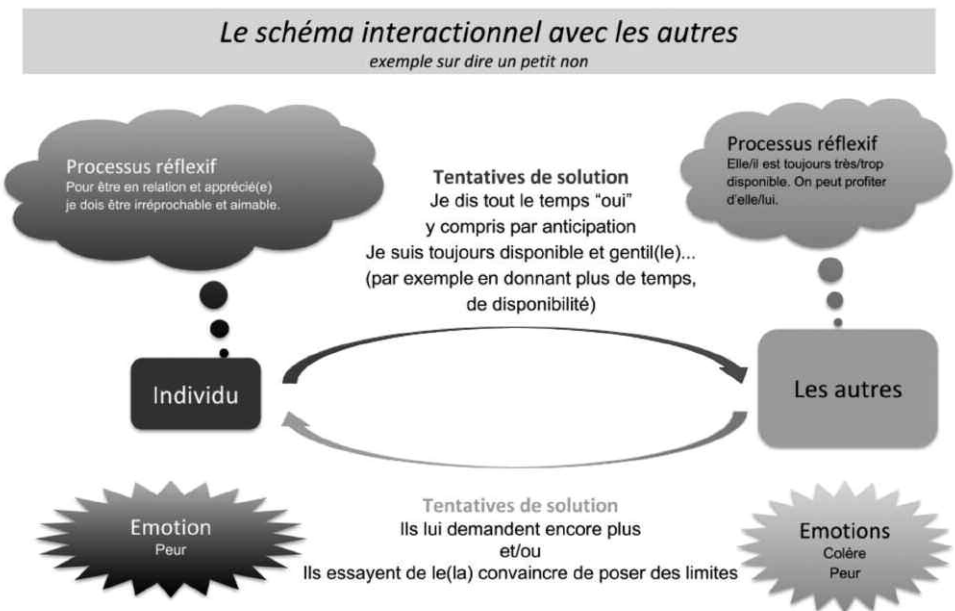 Le schéma interactionnel avec les autres
exemple sur dire un petit non
Processus réflexif
Pour être en relation et apprécié(e)
je dois être irréprochable et aimable.
Processus réflexif
Elle/il est toujours très/trop
disponible. On peut profiter
d'elle/lui.
Tentatives de solution
Je dis tout le temps "oui"
y compris par anticipation
Je suis toujours disponible et gentil(le)...
(par exemple en donnant plus de temps,
de disponibilité)
Individu
Les autres
Tentatives de solution
Ils lui demandent encore plus
et/ou
Ils essayent de le(la) convaincre de poser des limites
Emotion
Peur
Emotions
Colère
Peur